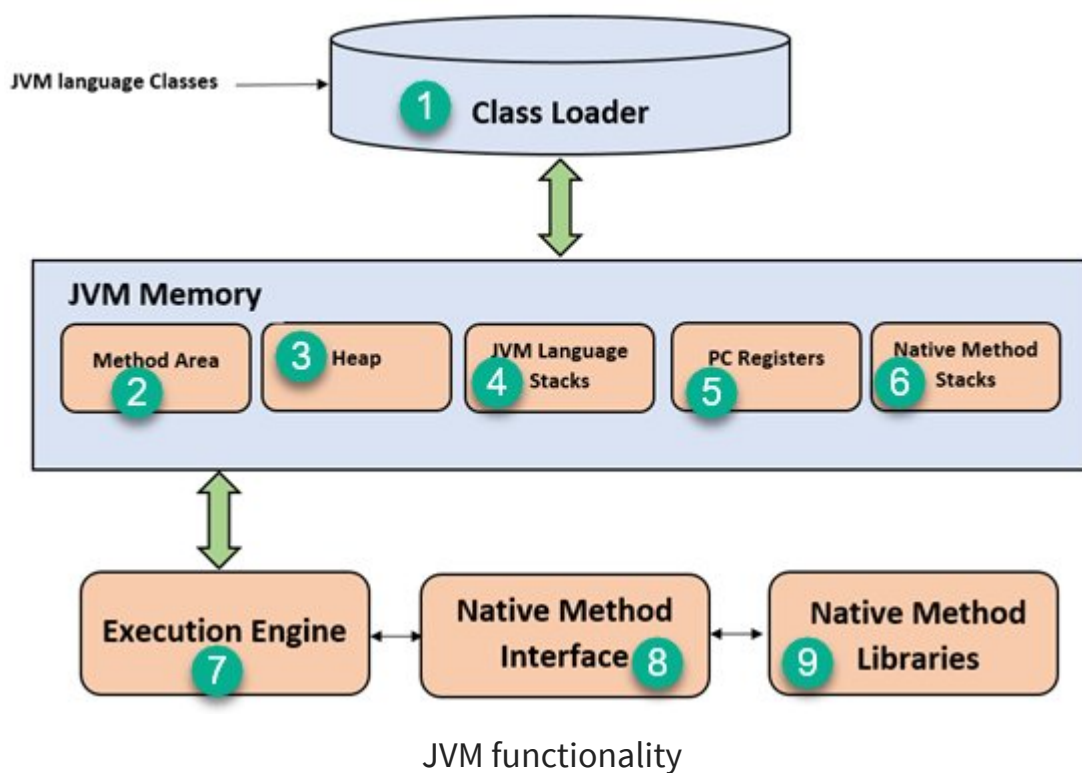 JVM language Classes
1
Class Loader
JVM Memory
Method Area
2
3
Heap
JVM Language
Stacks
4
PC Registers
5
Native Method
Stacks
6
Execution Engine
7
Native Method
Interface
8
Native Method
Libraries
9
JVM functionality